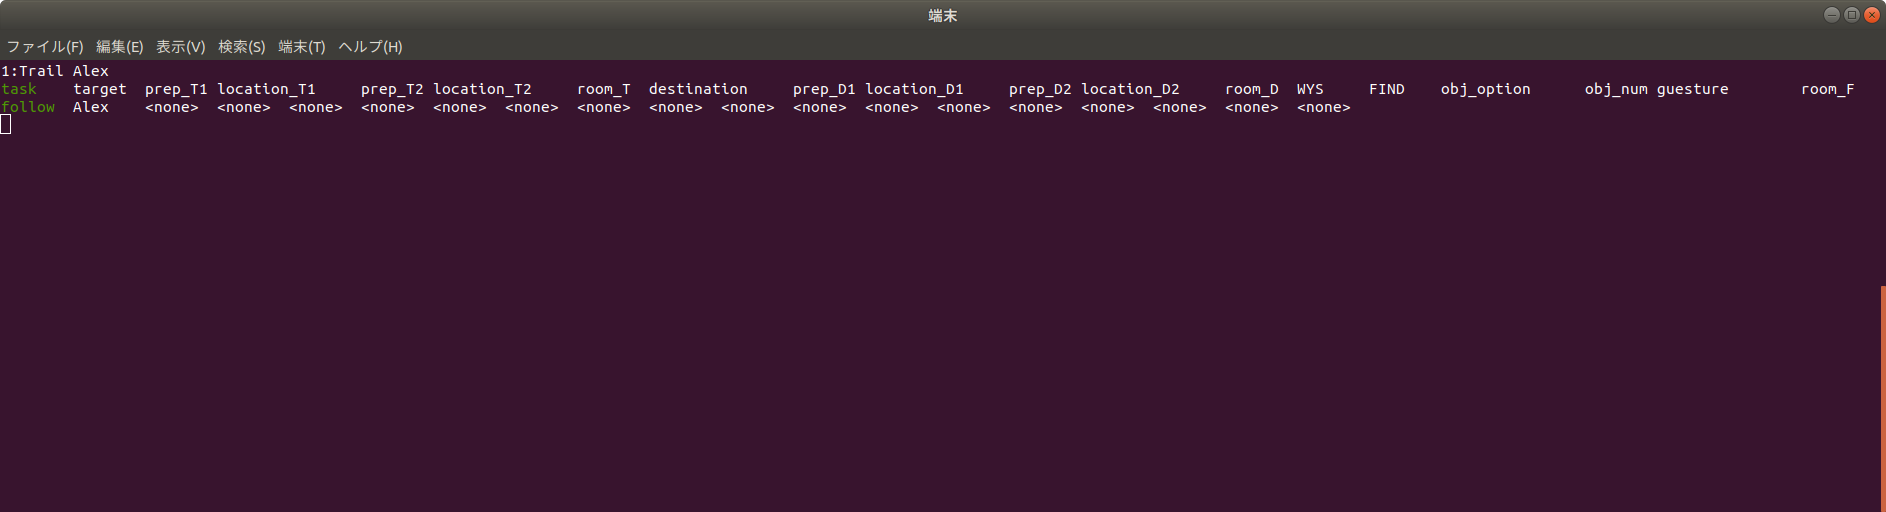 端末
ファイル(F) 編集(E) 表示(V) 検索(S) 端末(T) ヘルプ(H)
1:Trail Alex
task target prep_T1 location_T1 prep_T2 location_T2 room_T destination prep_D1 location_D1 prep_D2 location_D2 room_D WYS FIND obj_option obj_num guesture room_F
follow Alex <none> <none> <none> <none> <none> <none> <none> <none> <none> <none> <none> <none> <none> <none> <none> <none> <none>